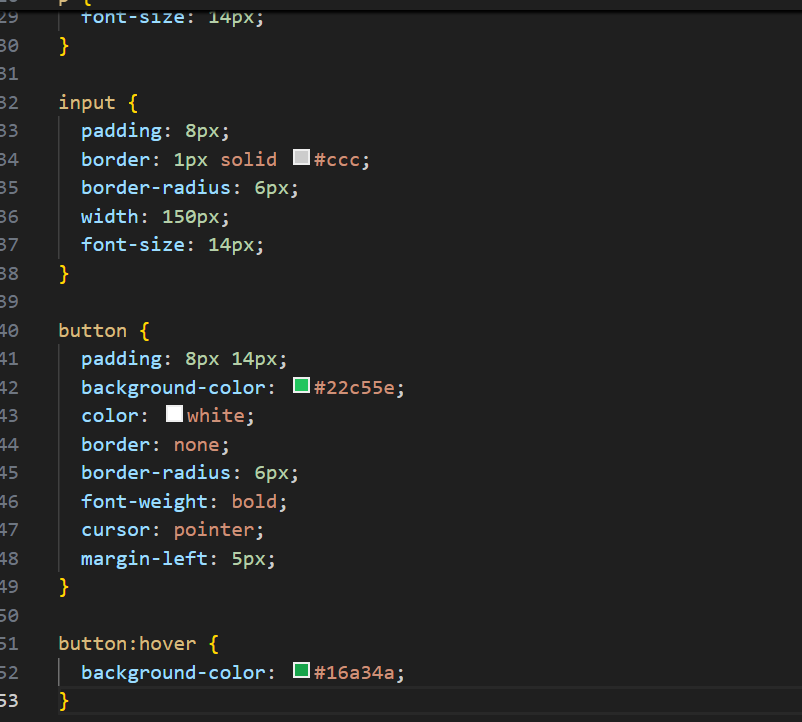 p {
29 font-size: 14px;
30 }
31
32 input {
33 padding: 8px;
34 border: 1px solid #ccc;
35 border-radius: 6px;
36 width: 150px;
37 font-size: 14px;
38 }
39
40 button {
41 padding: 8px 14px;
42 background-color: #22c55e;
43 color: white;
44 border: none;
45 border-radius: 6px;
46 font-weight: bold;
47 cursor: pointer;
48 margin-left: 5px;
49 }
50
51 button:hover {
52 background-color: #16a34a;
53 }